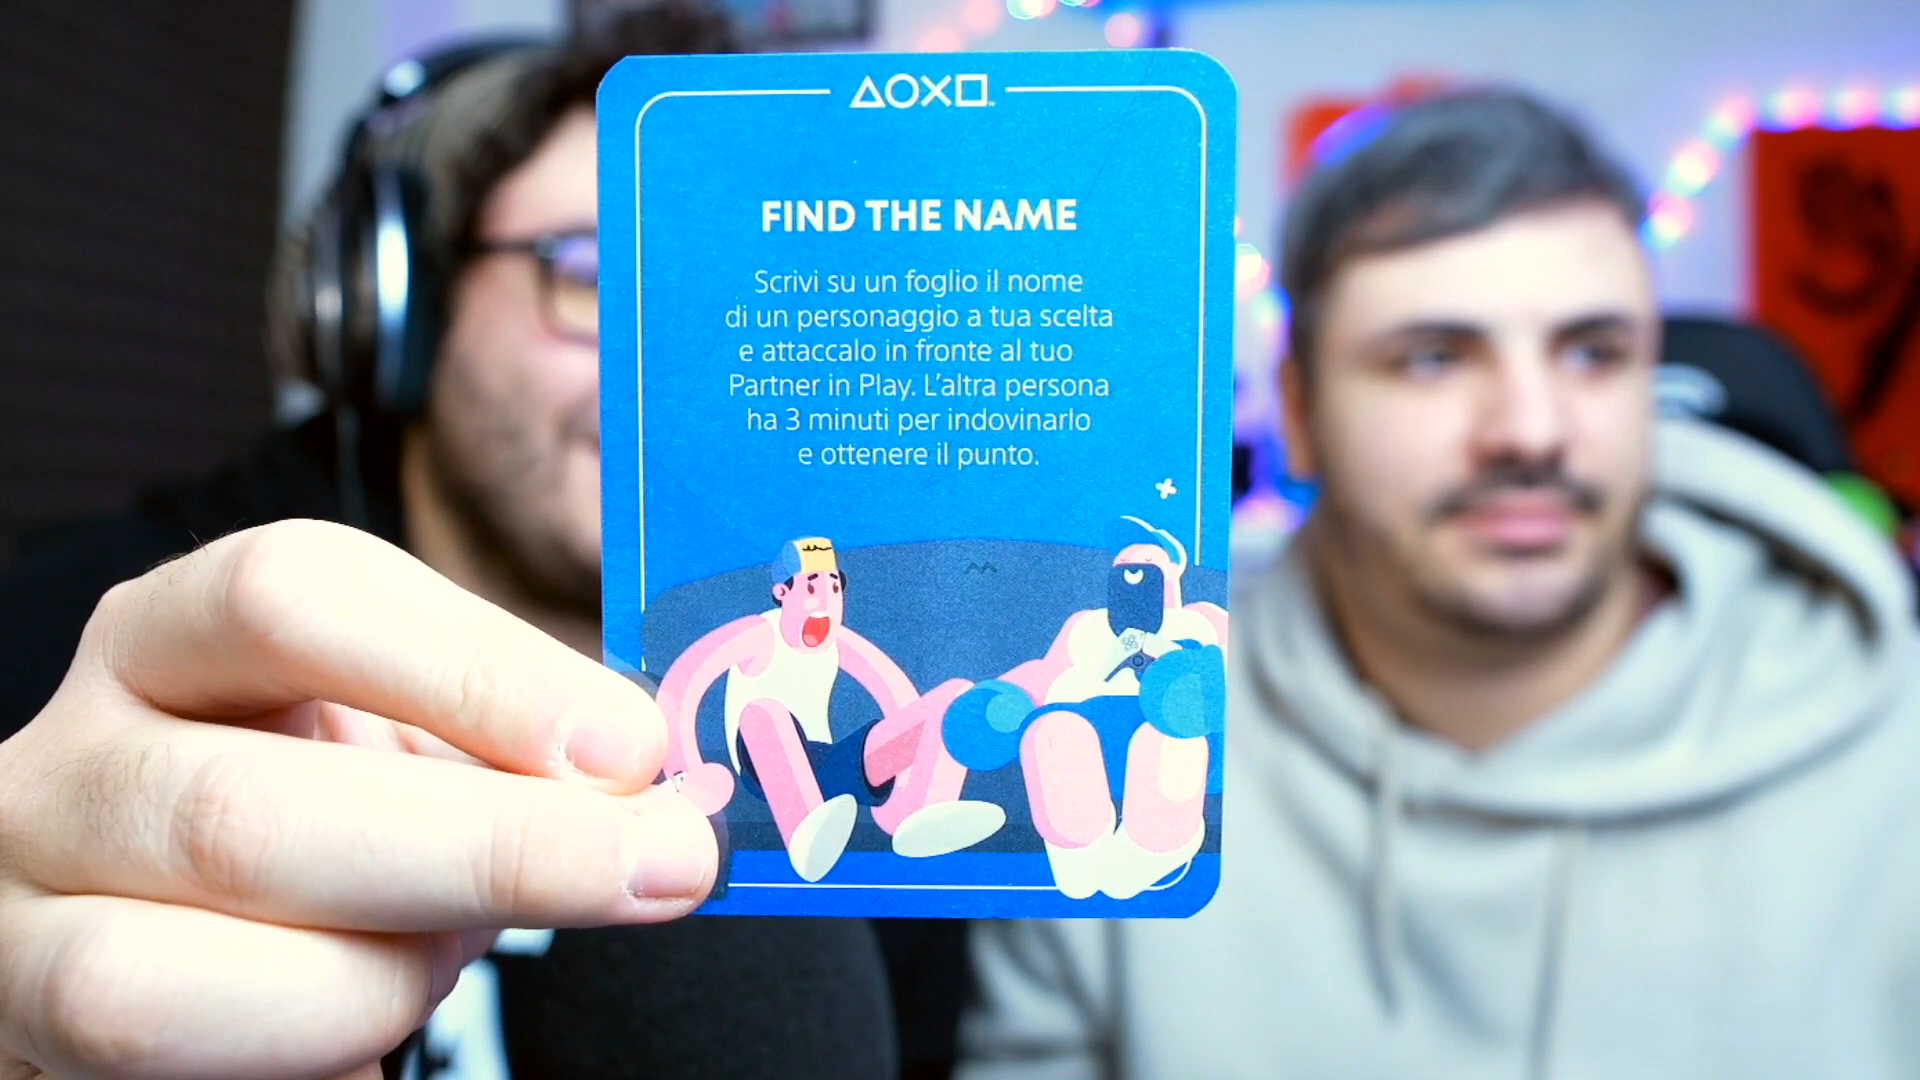 FIND THE NAME
Scrivi su un foglio il nome
di un personaggio a tua scelta
e attaccalo in fronte al tuo
Partner in Play. L'altra persona
ha 3 minuti per indovinarlo
e ottenere il punto.